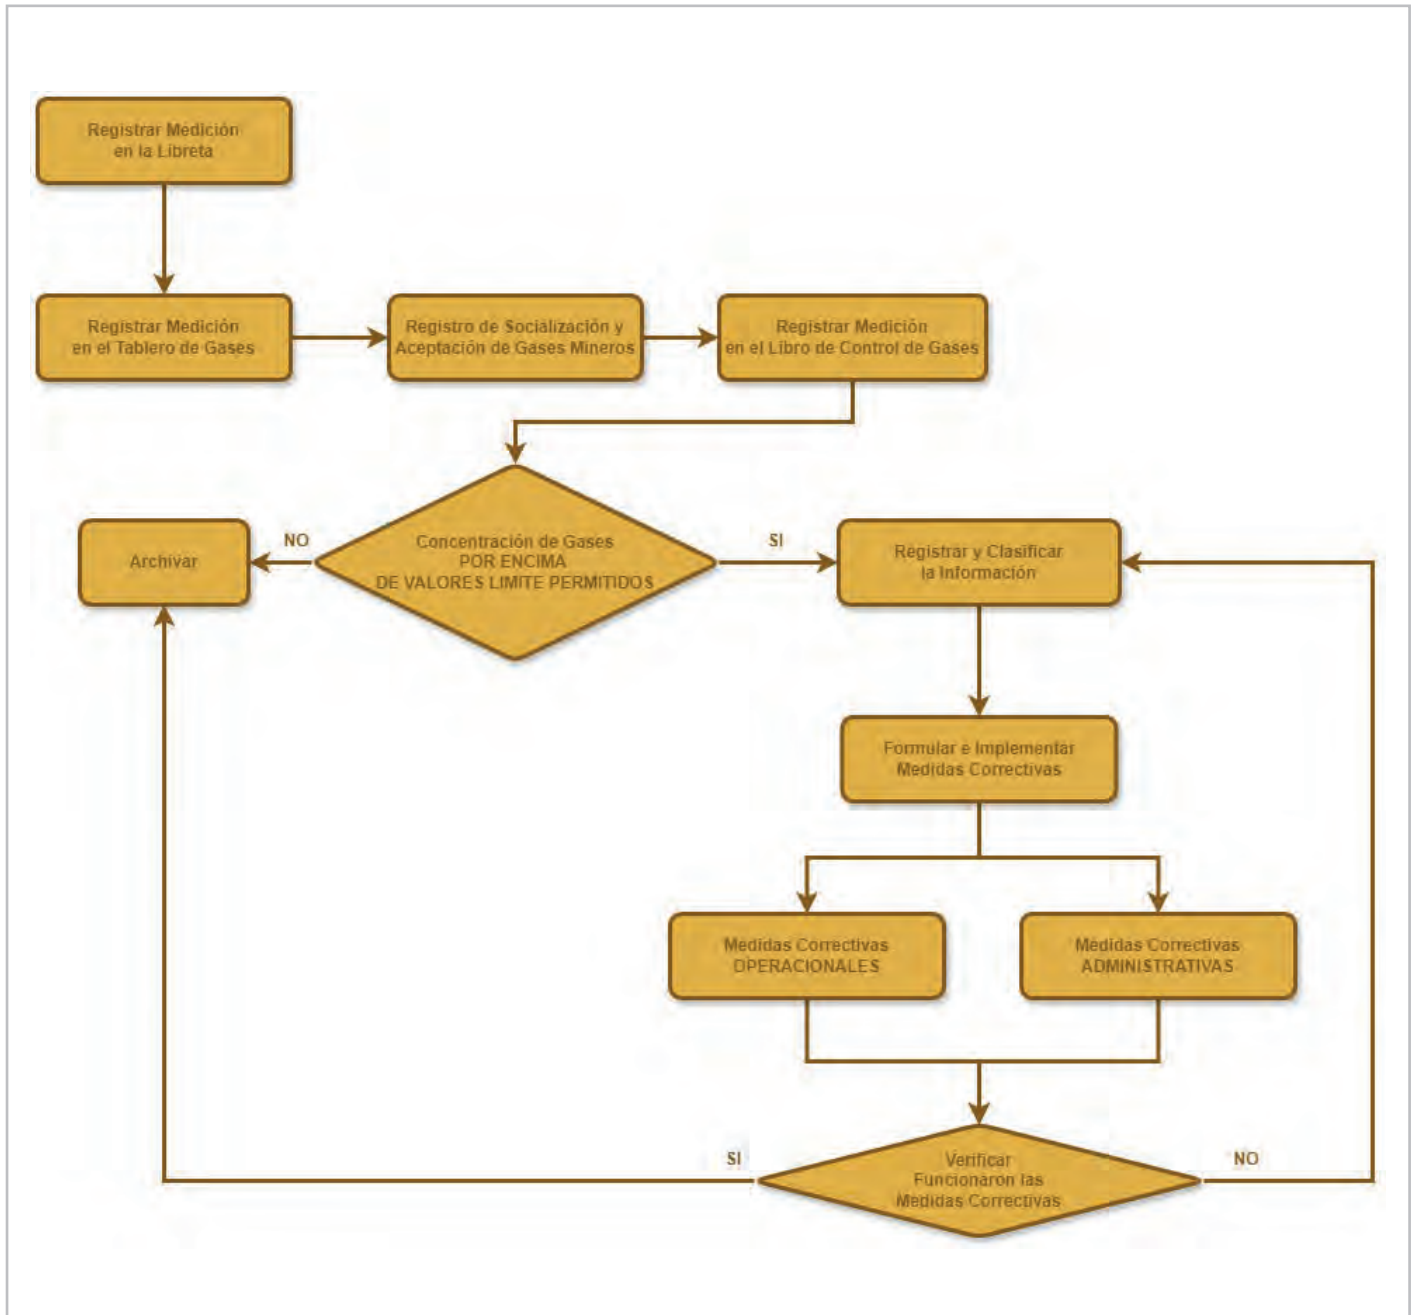 Registrar Medición
en la Libreta
Registrar Medición
en el Tablero de Gases
Registro de Socialización y
Aceptación de Gases Mineros
Registrar Medición
en el Libro de Control de Gases
Concentración de Gases
POR ENCIMA
DE VALORES LIMITE PERMITIDOS
NO
SI
Archivar
Registrar y Clasificar
la Información
Formular e Implementar
Medidas Correctivas
Medidas Correctivas
OPERACIONALES
Medidas Correctivas
ADMINISTRATIVAS
Verificar
Funcionaron las
Medidas Correctivas
SI
NO